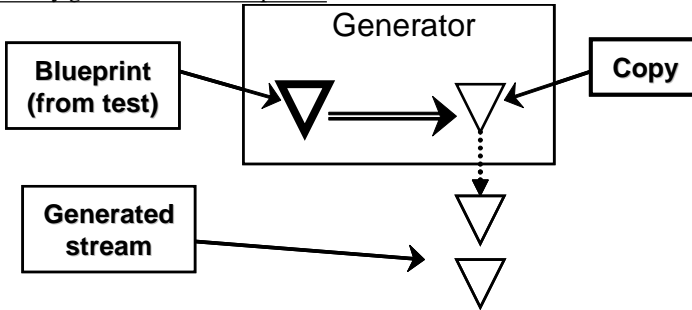 Generator
Blueprint
(from test)
Copy
Generated
stream